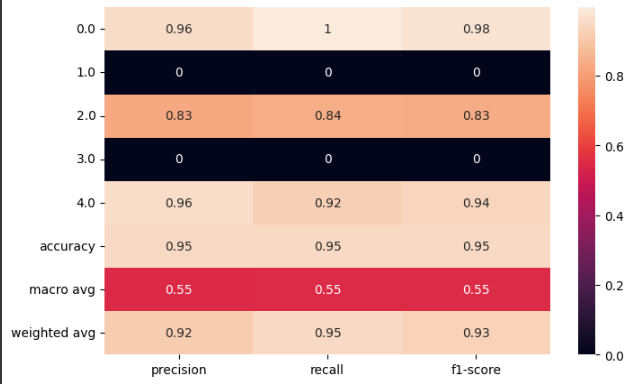 0.0 0.96 1 0.98
1.0 0 0 0
0.8
2.0 0.83 0.84 0.83
0.6
3.0 0 0 0
4.0 0.96 0.92 0.94
0.4
accuracy 0.95 0.95 0.95
macro avg 0.55 0.55 0.55
0.2
weighted avg 0.92 0.95 0.93
0.0
precision recall f1-score